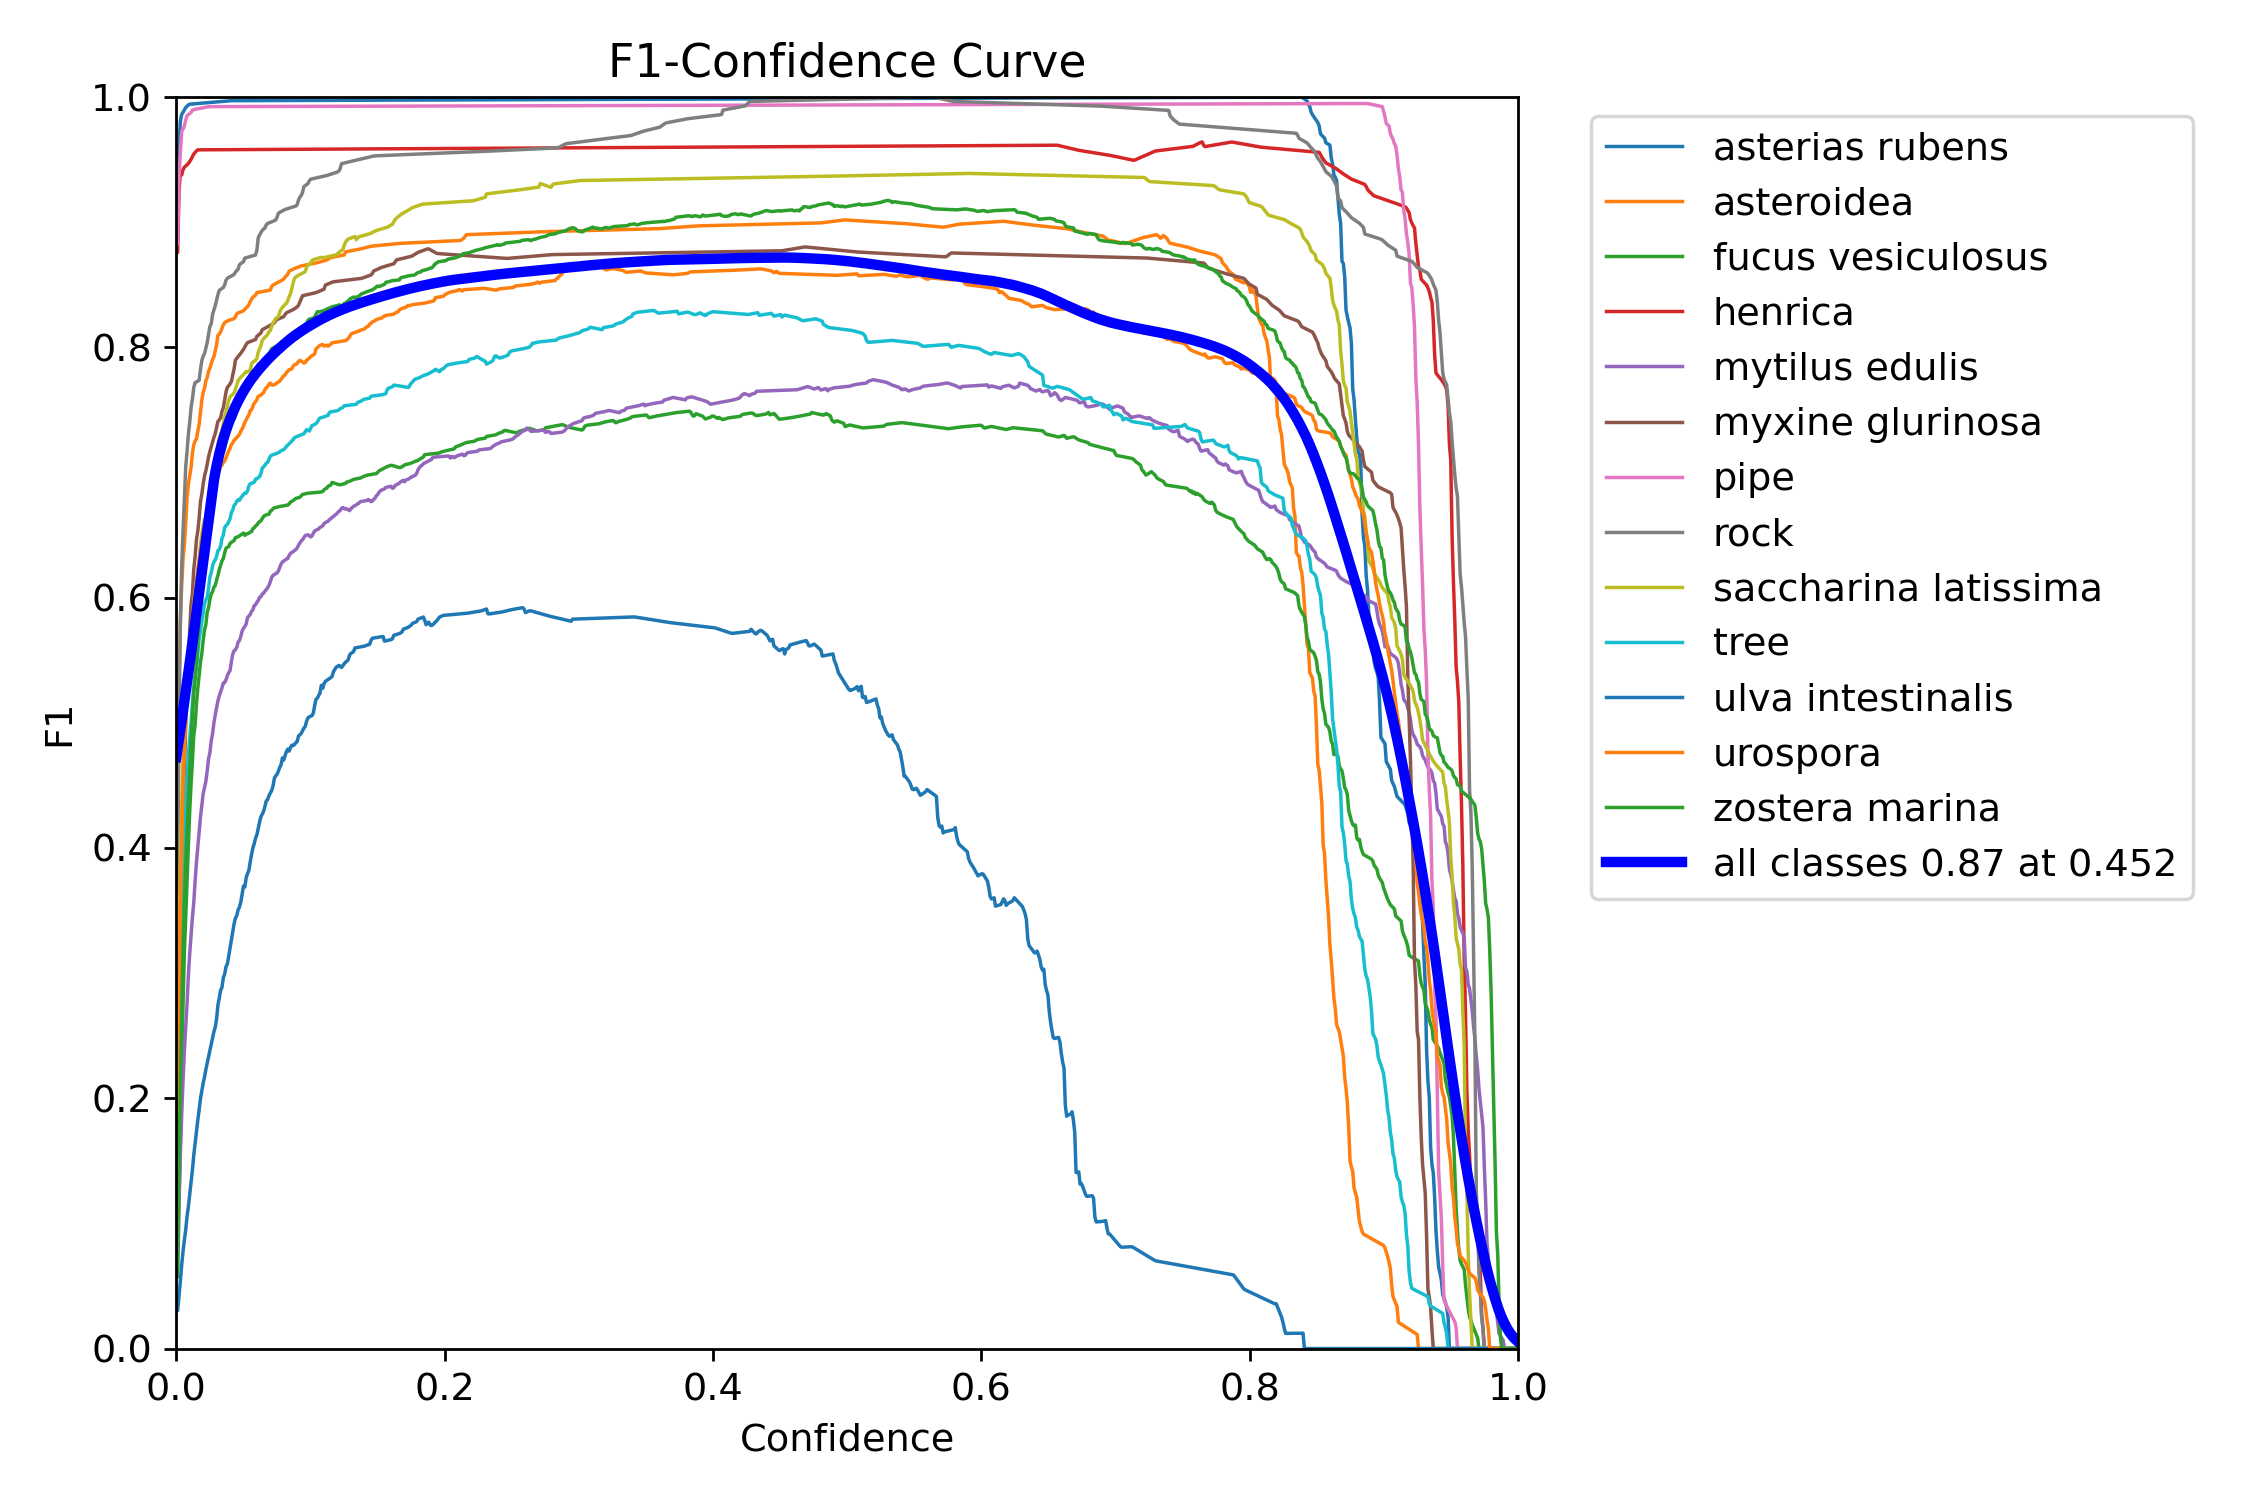 F1-Confidence Curve
1.0
0.8
0.6
0.4
0.2
0.0
F1
0.0 0.2 0.4 0.6 0.8 1.0
Confidence
asterias rubens
asteroidea
fucus vesiculosus
henrica
mytilus edulis
myxine glurinosa
pipe
rock
saccharina latissima
tree
ulva intestinalis
urospora
zostera marina
all classes 0.87 at 0.452